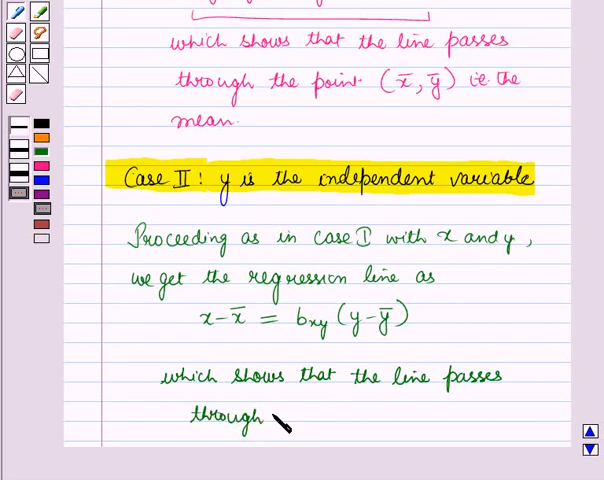 which shows that the line passes
through the point (x̄, ȳ) i.e. the
mean.
Case II: y is the independent variable
Proceeding as in case I with x and y,
we get the regression line as
x-x̄ = bxy (y-ȳ)
which shows that the line passes
through